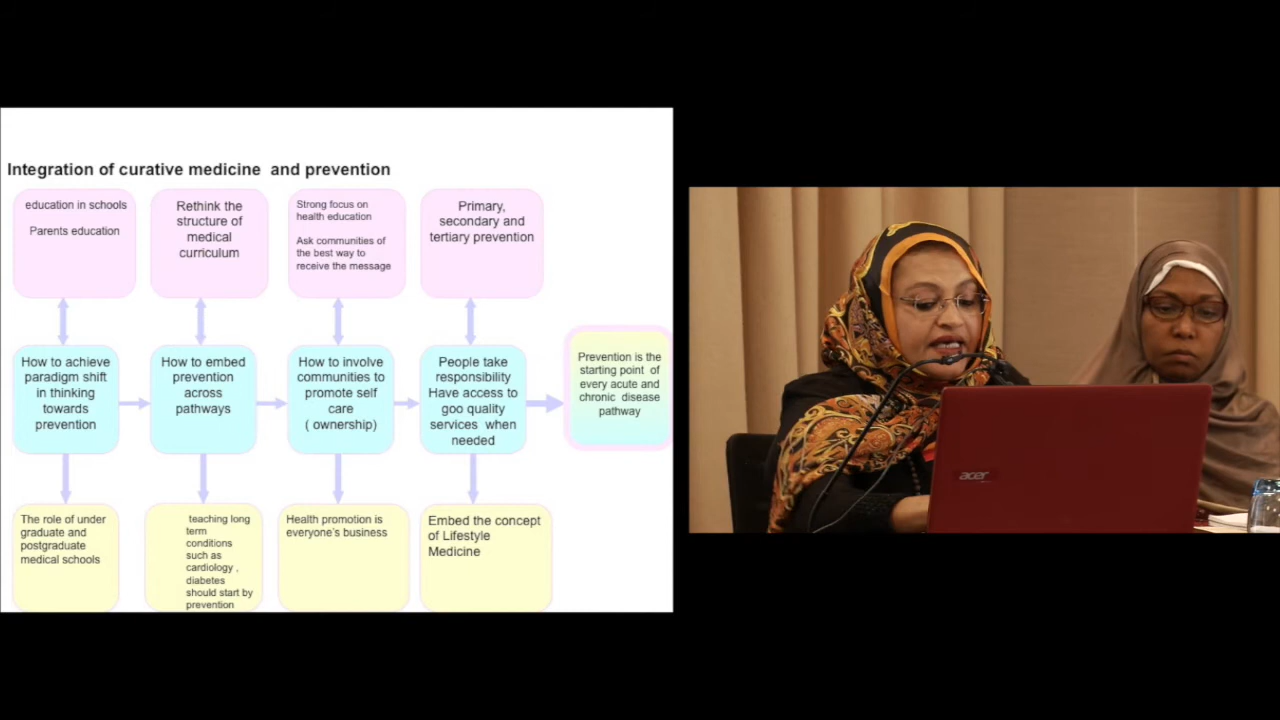 Integration of curative medicine and prevention
education in schools
Parents education
Rethink the
structure of
medical
curriculum
Strong focus on
health education
Ask communities of
the best way to
receive the message
Primary,
secondary and
tertiary prevention
How to achieve
paradigm shift
in thinking
towards
prevention
How to embed
prevention
across
pathways
How to involve
communities to
promote self
care
( ownership)
People take
responsibility
Have access to
goo quality
services when
needed
Prevention is the
starting point of
every acute and
chronic disease
pathway
The role of under
graduate and
postgraduate
medical schools
teaching long
term
conditions
such as
cardiology ,
diabetes
should start by
prevention
Health promotion is
everyone's business
Embed the concept
of Lifestyle
Medicine
acer